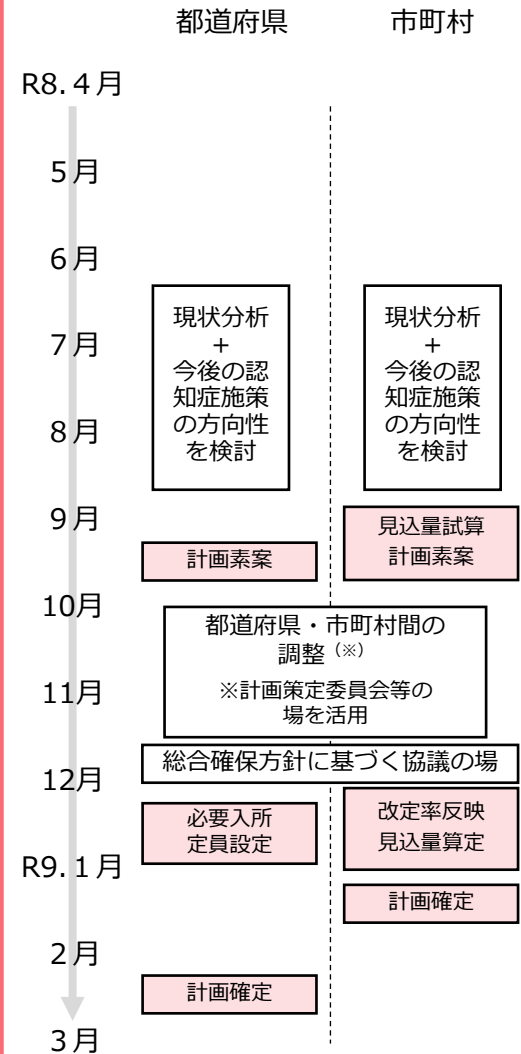 都道府県 市町村
R8.４月
５月
６月
現状分析
+
今後の認
知症施策
の方向性
を検討
現状分析
+
今後の認
知症施策
の方向性
を検討
７月
８月
９月
見込量試算
計画素案
計画素案
10月
都道府県・市町村間の
調整（※）
※計画策定委員会等の
場を活用
11月
総合確保方針に基づく協議の場
12月
必要入所
定員設定
改定率反映
見込量算定
R9.１月
計画確定
２月
計画確定
３月